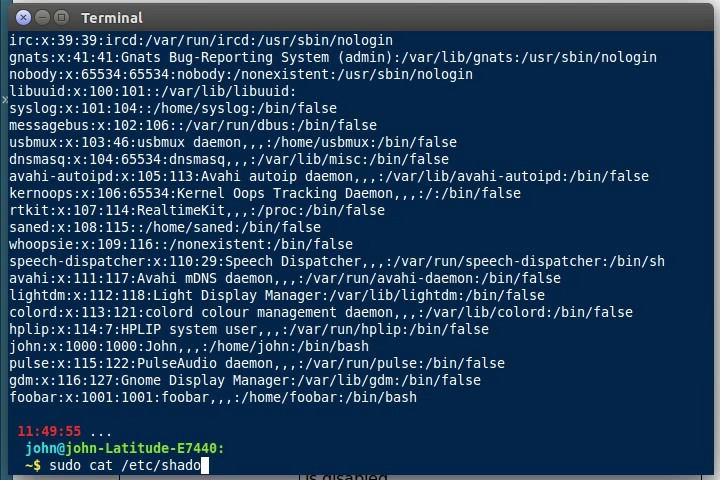 Terminal
irc:x:39:39:ircd:/var/run/ircd:/usr/sbin/nologin
gnats:x:41:41:Gnats Bug-Reporting System (admin):/var/lib/gnats:/usr/sbin/nologin
nobody:x:65534:65534:nobody:/nonexistent:/usr/sbin/nologin
libuuid:x:100:101::/var/lib/libuuid:
syslog:x:101:104::/home/syslog:/bin/false
messagebus:x:102:106::/var/run/dbus:/bin/false
usbmux:x:103:46:usbmux daemon,,,:/home/usbmux:/bin/false
dnsmasq:x:104:65534:dnsmasq,,,:/var/lib/misc:/bin/false
avahi-autoipd:x:105:113:Avahi autoip daemon,,,:/var/lib/avahi-autoipd:/bin/false
kernoops:x:106:65534:Kernel Oops Tracking Daemon,,,:/:/bin/false
rtkit:x:107:114:RealtimeKit,,,:/proc:/bin/false
saned:x:108:115::/home/saned:/bin/false
whoopsie:x:109:116::/nonexistent:/bin/false
speech-dispatcher:x:110:29:Speech Dispatcher,,,:/var/run/speech-dispatcher:/bin/sh
avahi:x:111:117:Avahi mDNS daemon,,,:/var/run/avahi-daemon:/bin/false
lightdm:x:112:118:Light Display Manager:/var/lib/lightdm:/bin/false
colord:x:113:121:colord colour management daemon,,,:/var/lib/colord:/bin/false
hplip:x:114:7:HPLIP system user,,,:/var/run/hplip:/bin/false
john:x:1000:1000:John,,,:/home/john:/bin/bash
pulse:x:115:122:PulseAudio daemon,,,:/var/run/pulse:/bin/false
gdm:x:116:127:Gnome Display Manager:/var/lib/gdm:/bin/false
foobar:x:1001:1001:foobar,,,:/home/foobar:/bin/bash
11:49:55 ...
john@john-Latitude-E7440:
~$ sudo cat /etc/shado
is disabled